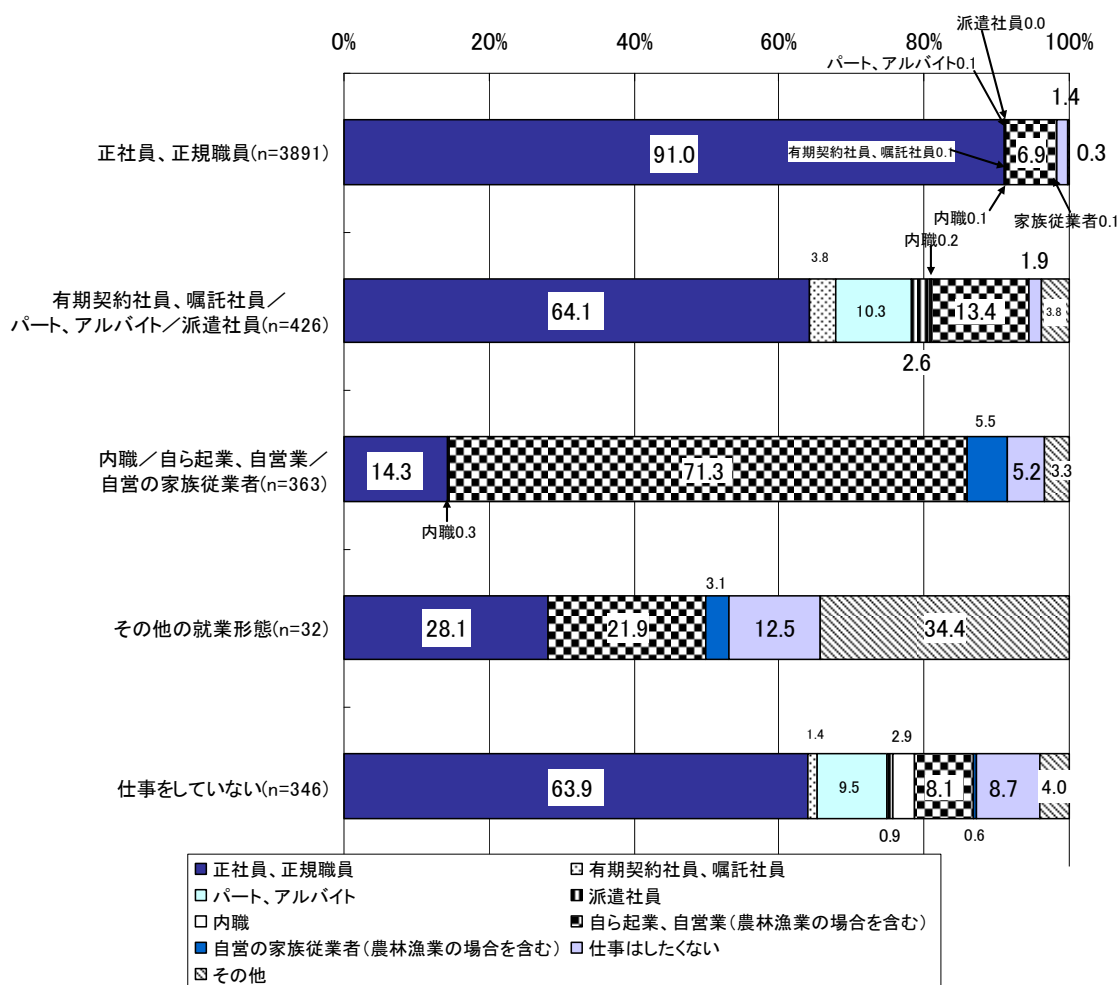 派遣社員0.0
0% 20% 40% 60% 80% 100%
パート、アルバイト0.1
1.4
正社員、正規職員(n=3891)
91.0
有期契約社員、嘱託社員0.1
6.9
0.3
内職0.1
家族従業者0.1
内職0.2
3.8
1.9
有期契約社員、嘱託社員／
パート、アルバイト／派遣社員(n=426)
64.1
10.3
13.4
3.8
2.6
5.5
内職／自ら起業、自営業／
自営の家族従業者(n=363)
14.3
71.3
5.2
3.3
内職0.3
3.1
その他の就業形態(n=32)
28.1
21.9
12.5
34.4
1.4
2.9
仕事をしていない(n=346)
63.9
9.5
8.1
8.7
4.0
0.9
0.6
正社員、正規職員
有期契約社員、嘱託社員
パート、アルバイト
派遣社員
内職
自ら起業、自営業（農林漁業の場合を含む）
自営の家族従業者（農林漁業の場合を含む）
仕事はしたくない
その他